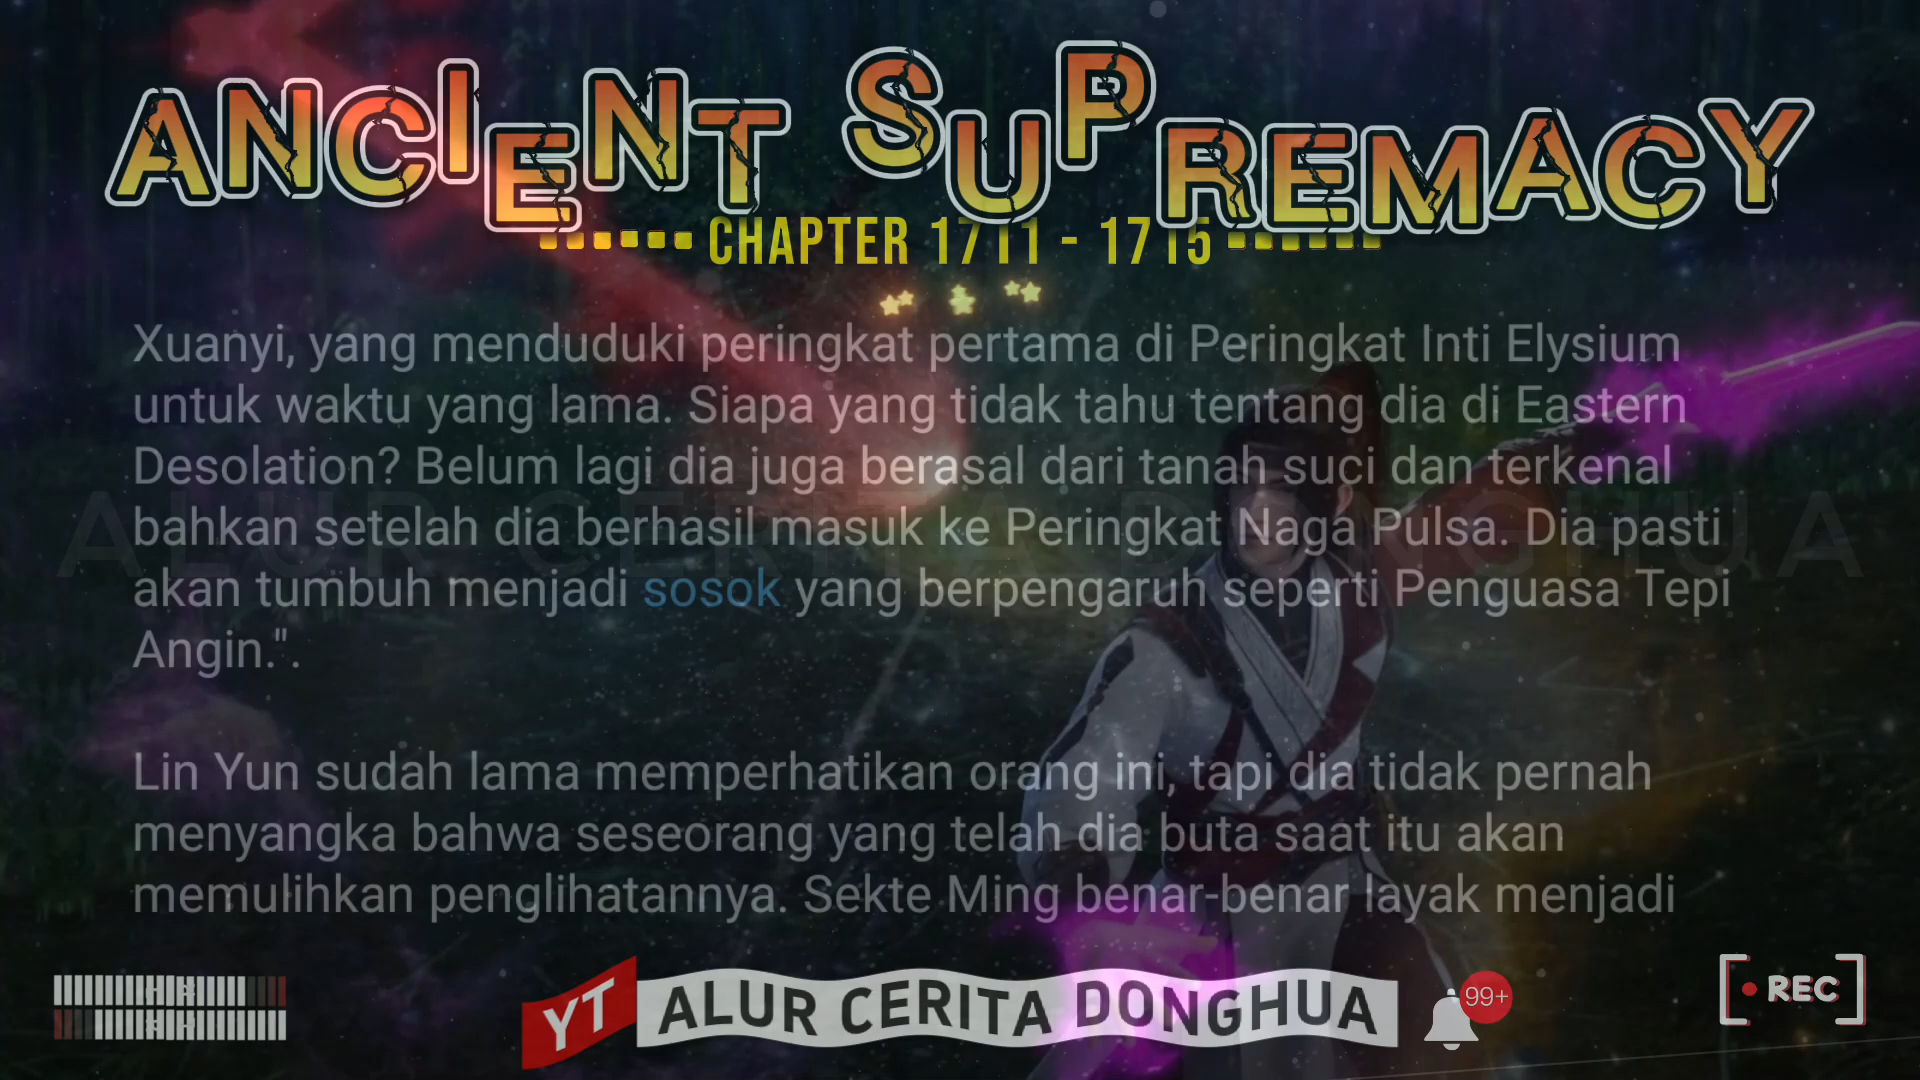 ANCIENT SUPREMACY
CHAPTER 1711 - 1715
Xuanyi, yang menduduki peringkat pertama di Peringkat Inti Elysium
untuk waktu yang lama. Siapa yang tidak tahu tentang dia di Eastern
Desolation? Belum lagi dia juga berasal dari tanah suci dan terkenal
bahkan setelah dia berhasil masuk ke Peringkat Naga Pulsa. Dia pasti
akan tumbuh menjadi sosok yang berpengaruh seperti Penguasa Tepi
Angin.".
ALUR CERITA DONGHUA
Lin Yun sudah lama memperhatikan orang ini, tapi dia tidak pernah
menyangka bahwa seseorang yang telah dia buta saat itu akan
memulihkan penglihatannya. Sekte Ming benar-benar layak menjadi
YT ALUR CERITA DONGHUA
99+
REC